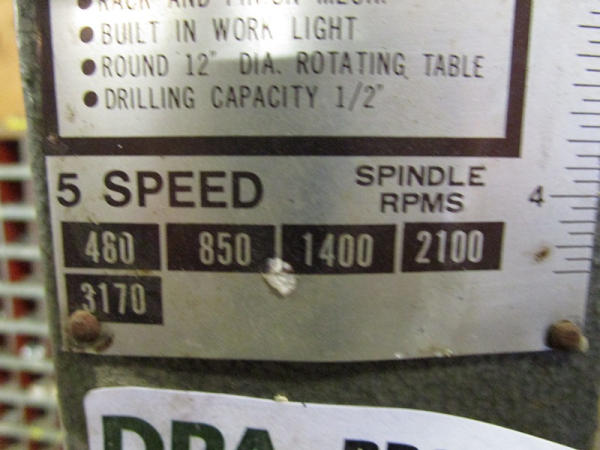 ●RACK AND PINION MECH.
●BUILT IN WORK LIGHT
●ROUND 12" DIA. ROTATING TABLE
●DRILLING CAPACITY 1/2"
5 SPEED
SPINDLE
RPMS
4
460 850 1400 2100
3170